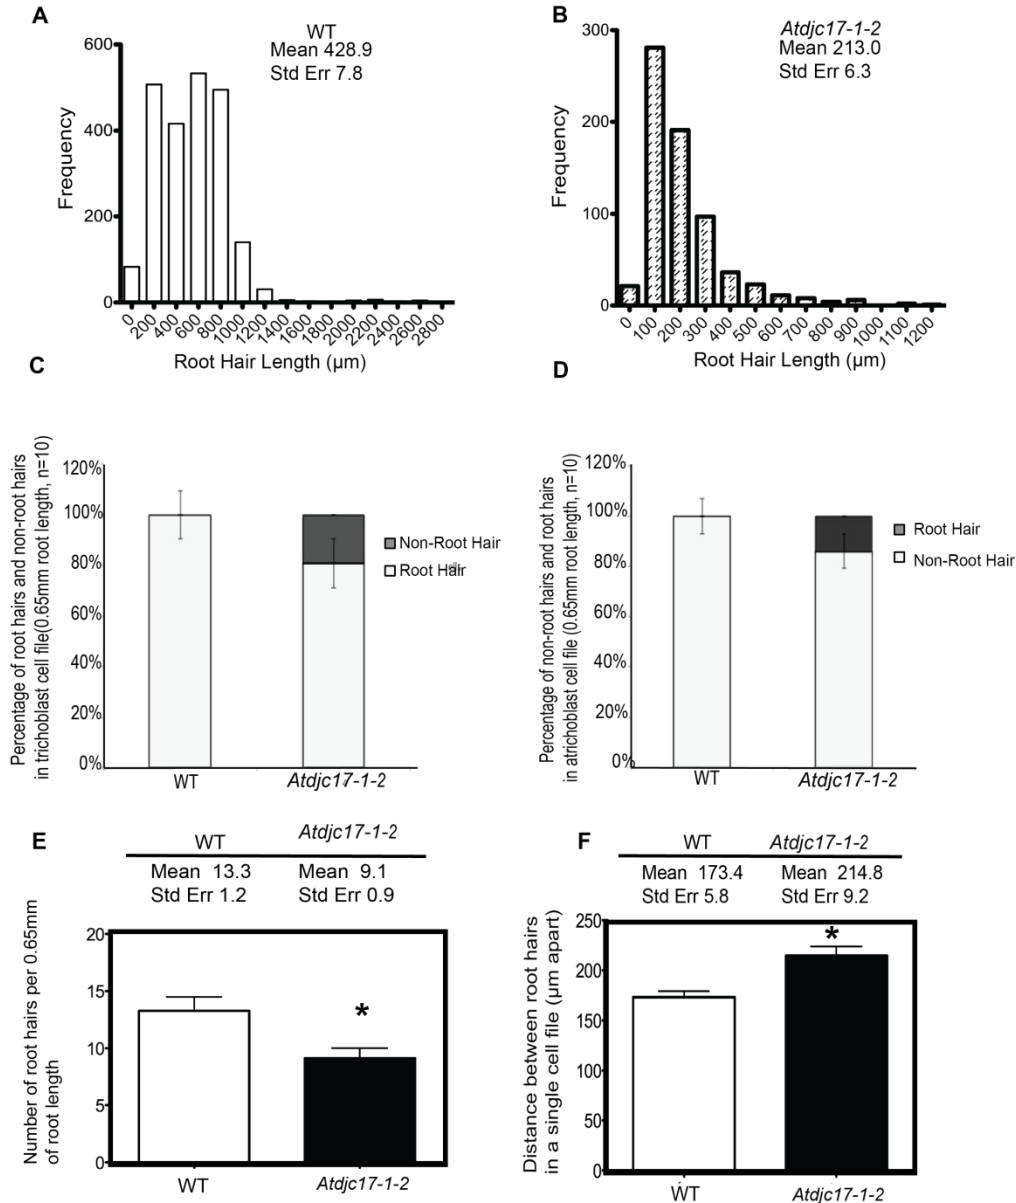 A
WT
Mean 428.9
Std Err 7.8
600
400
200
0
Frequency
0
200
400
600
800
1000
1200
1400
1600
1800
2000
2200
2400
2600
2800
Root Hair Length (µm)
B
Atdjc17-1-2
Mean 213.0
Std Err 6.3
300
200
100
0
Frequency
0
100
200
300
400
500
600
700
800
900
1000
1100
1200
Root Hair Length (µm)
C
Percentage of root hairs and non-root hairs
in trichoblast cell file(0.65mm root length, n=10)
120%
100%
80%
60%
40%
20%
0%
Non-Root Hair
Root Hair
WT
Atdjc17-1-2
D
Percentage of non-root hairs and root hairs
in atrichoblast cell file (0.65mm root length, n=10)
120%
100%
80%
60%
40%
20%
0%
Root Hair
Non-Root Hair
WT
Atdjc17-1-2
E
WT
Atdjc17-1-2
Mean 13.3
Mean 9.1
Std Err 1.2
Std Err 0.9
Number of root hairs per 0.65mm
of root length
20
15
10
5
0
*
WT
Atdjc17-1-2
F
WT
Atdjc17-1-2
Mean 173.4
Mean 214.8
Std Err 5.8
Std Err 9.2
Distance between root hairs
in a single cell file (µm apart)
250
200
150
100
50
0
*
WT
Atdjc17-1-2